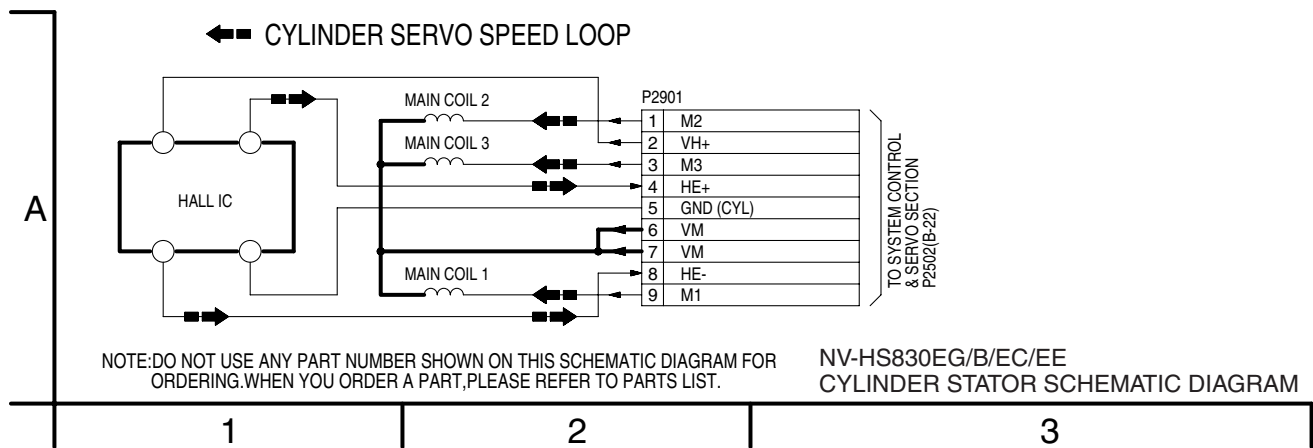 CYLINDER SERVO SPEED LOOP
P2901
MAIN COIL 2
1 M2
2 VH+
MAIN COIL 3
3 M3
4 HE+
HALL IC
5 GND (CYL)
6 VM
7 VM
MAIN COIL 1
8 HE-
9 M1
TO SYSTEM CONTROL
& SERVO SECTION
P2502(B-22)
A
NOTE:DO NOT USE ANY PART NUMBER SHOWN ON THIS SCHEMATIC DIAGRAM FOR
ORDERING.WHEN YOU ORDER A PART,PLEASE REFER TO PARTS LIST.
NV-HS830EG/B/EC/EE
CYLINDER STATOR SCHEMATIC DIAGRAM
1 2 3